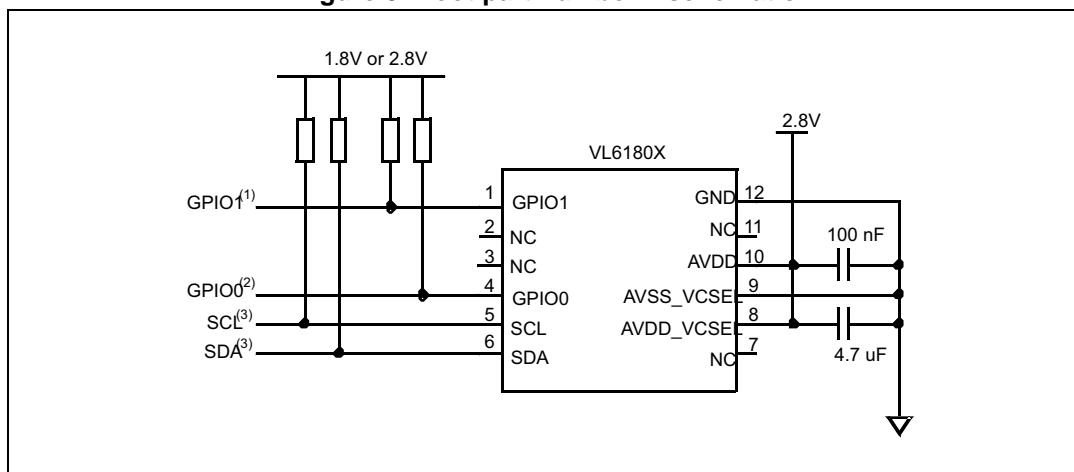 1.8V or 2.8V
2.8V
VL6180X
GPIO1(1)
1
GPIO1
GND
12
2
NC
NC
11
100 nF
3
NC
AVDD
10
GPIO0(2)
4
GPIO0
AVSS_VCSEL
9
SCL(3)
5
SCL
AVDD_VCSEL
8
SDA(3)
6
SDA
NC
7
4.7 uF